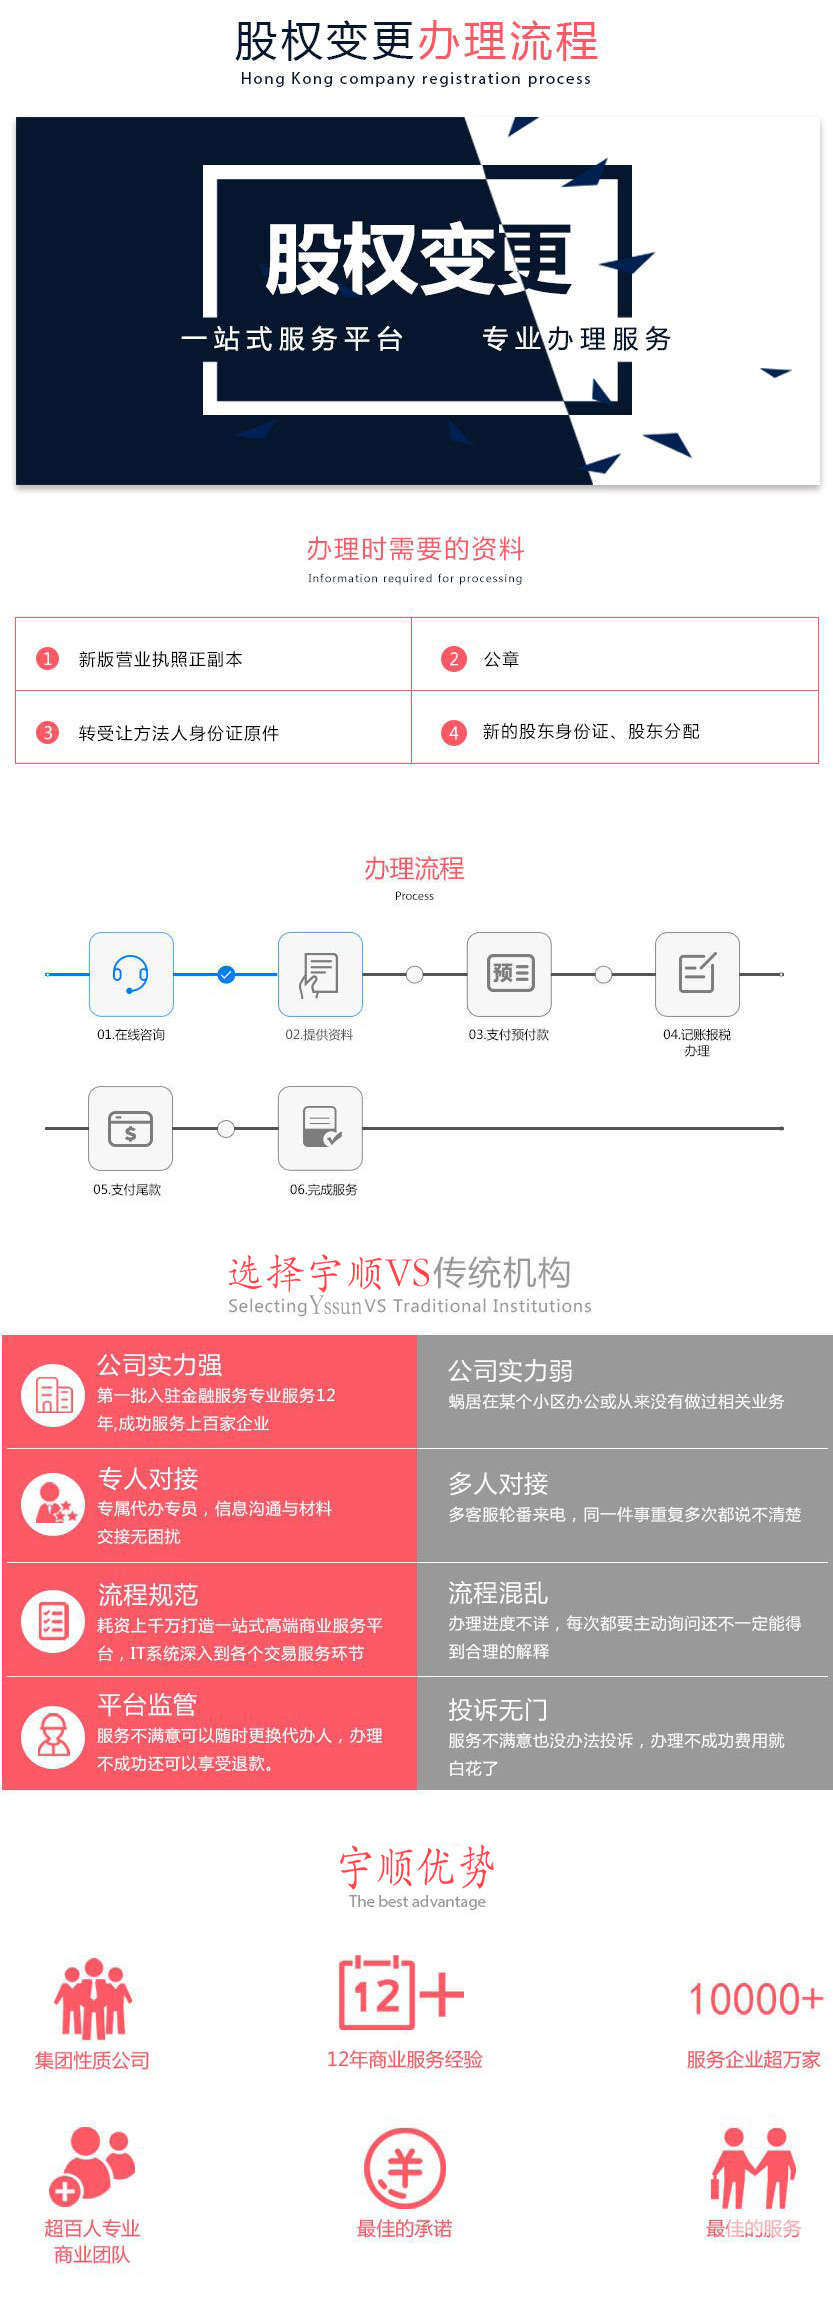 股权变更办理流程
Hong Kong company registration process
股权变更
一站式服务平台 专业办理服务
办理时需要的资料
Information required for processing
1 新版营业执照正副本
2 公章
3 转受让方法人身份证原件
4 新的股东身份证、股东分配
办理流程
Process
预
01.在线咨询
02.提供资料
03.支付预付款
04.记账报税
办理
$
05.支付尾款
06.完成服务
选择宇顺VS传统机构
Selecting Yssun VS Traditional Institutions
公司实力强
第一批入驻金融服务专业服务12
年,成功服务上百家企业
公司实力弱
蜗居在某个小区办公或从来没有做过相关业务
专人对接
专属代办专员，信息沟通与材料
交接无困扰
多人对接
多客服轮番来电，同一件事重复多次都说不清楚
流程规范
耗资上千万打造一站式高端商业服务平
台，IT系统深入到各个交易服务环节
流程混乱
办理进度不详，每次都要主动询问还不一定能得
到合理的解释
平台监管
服务不满意可以随时更换代办人，办理
不成功还可以享受退款。
投诉无门
服务不满意也没办法投诉，办理不成功费用就
白花了
宇顺优势
The best advantage
12+
10000+
集团性质公司
12年商业服务经验
服务企业超万家
超百人专业
商业团队
最佳的承诺
最佳的服务